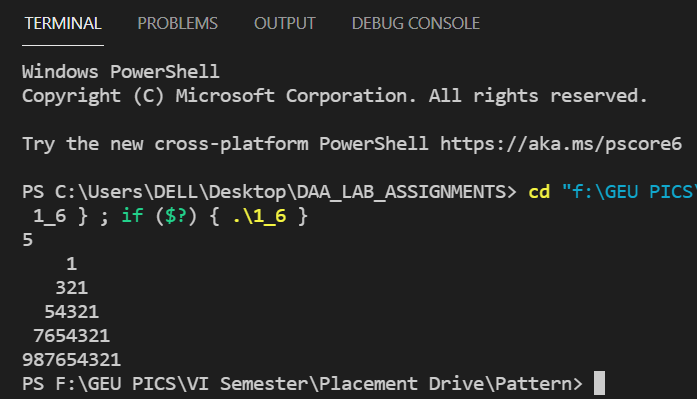 TERMINAL PROBLEMS OUTPUT DEBUG CONSOLE
Windows PowerShell
Copyright (C) Microsoft Corporation. All rights reserved.
Try the new cross-platform PowerShell https://aka.ms/pscore6
PS C:\Users\DELL\Desktop\DAA_LAB_ASSIGNMENTS> cd "f:\GEU PICS\
1_6 } ; if ($?) { .\1_6 }
5
    1
   321
  54321
 7654321
987654321
PS F:\GEU PICS\VI Semester\Placement Drive\Pattern>